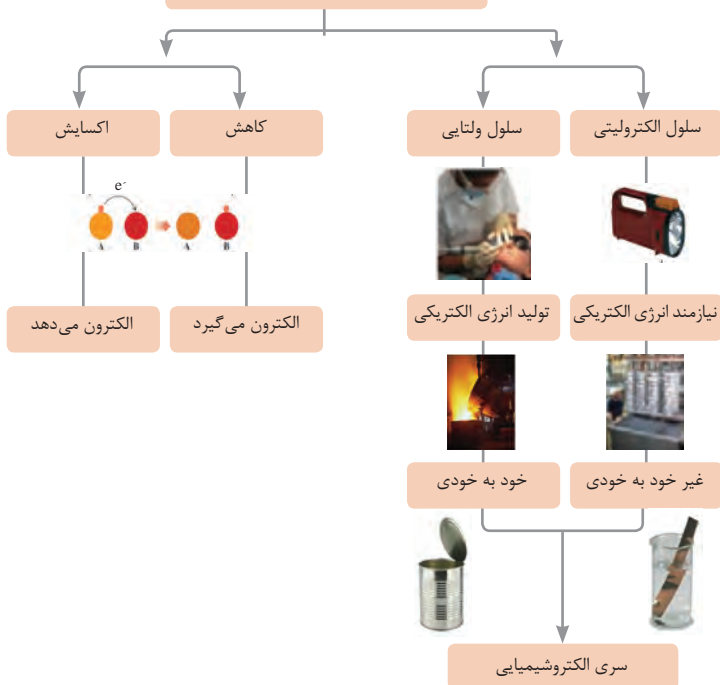 اکسایش
کاهش
سلول ولتایی
سلول الکترولیتی
e⁻
A B A B
الکترون می‌دهد
الکترون می‌گیرد
تولید انرژی الکتریکی
نیازمند انرژی الکتریکی
خود به خودی
غیر خود به خودی
سری الکتروشیمیایی